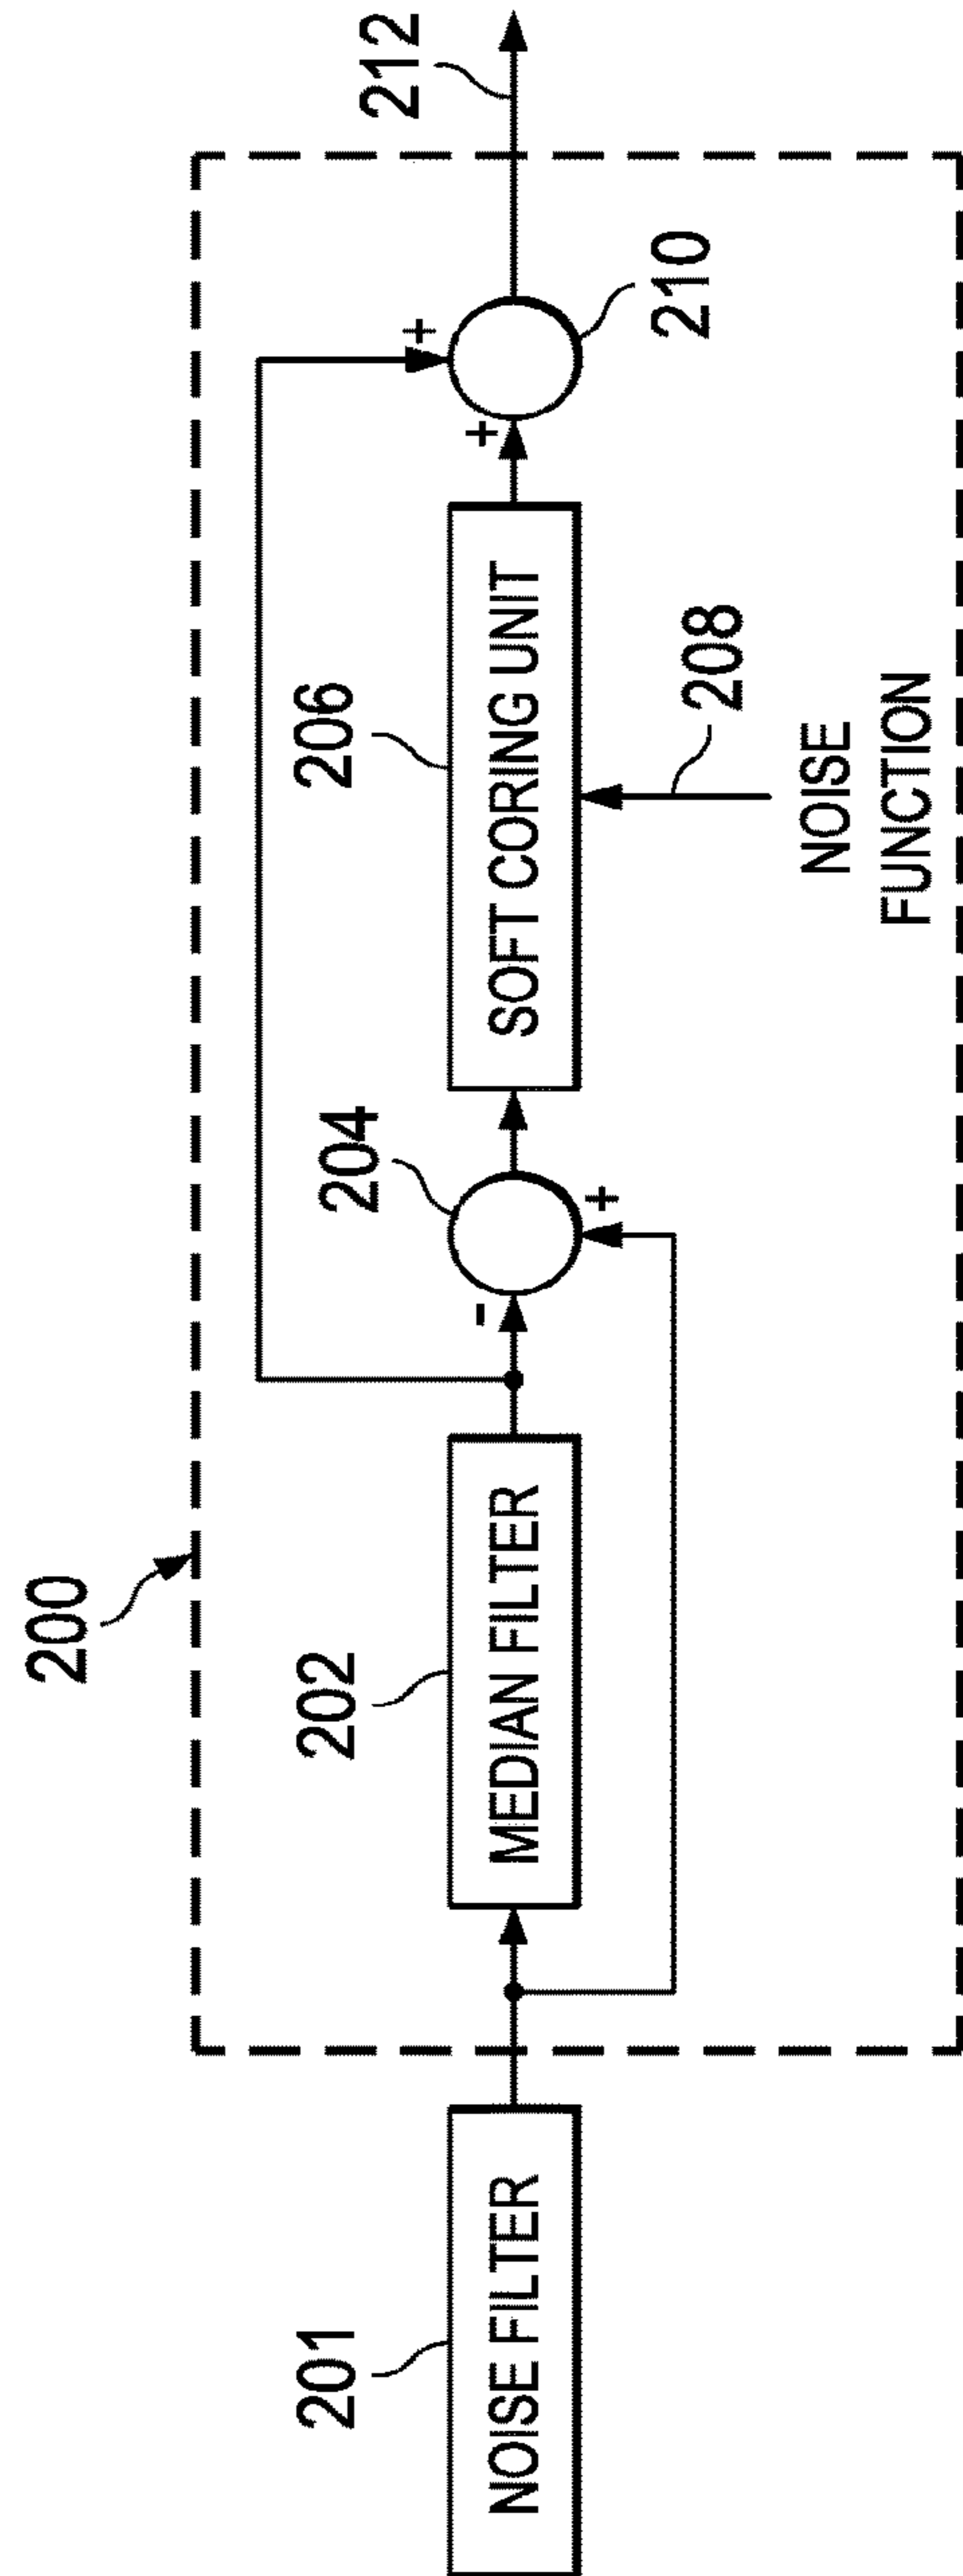 200
212
201
NOISE FILTER
202
MEDIAN FILTER
-
204
+
206
SOFT CORING UNIT
208
NOISE
FUNCTION
+
+
210